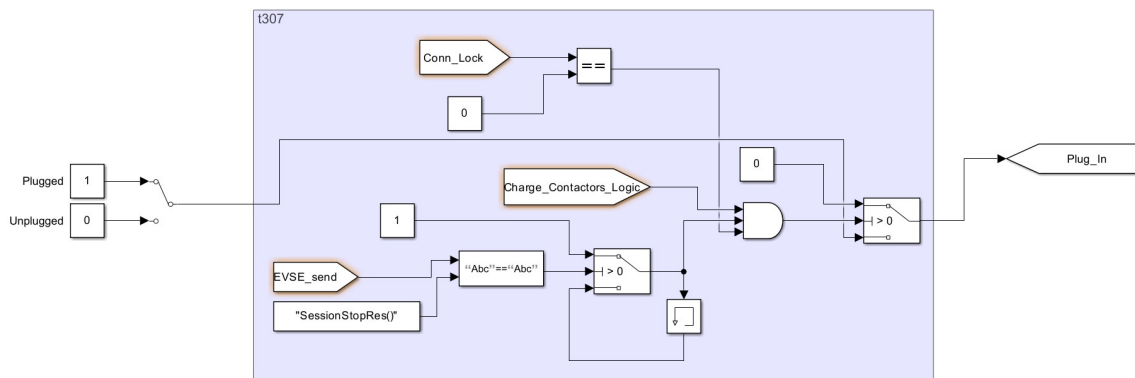 t307
Conn_Lock
==
0
Plugged
1
0
Plug_In
Charge_Contactors_Logic
Unplugged
0
1
> 0
EVSE_send
“Abc”==“Abc”
> 0
"SessionStopRes()"